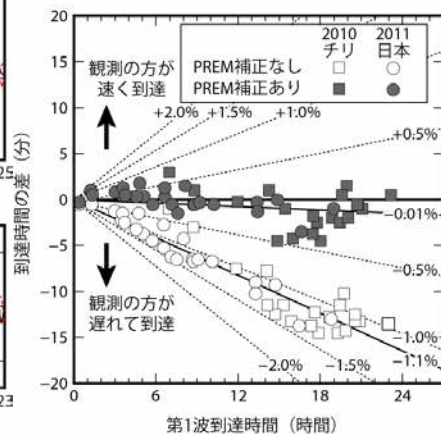 2010 2011
チリ 日本
PREM補正なし
PREM補正あり
観測の方が
速く到達
+2.0%
+1.5%
+1.0%
+0.5%
-0.01%
-0.5%
-1.0%
-1.1%
-1.5%
-2.0%
観測の方が
遅れて到達
到達時間の差（分）
20
15
10
5
0
-5
-10
-15
-20
0 6 12 18 24
第1波到達時間（時間）